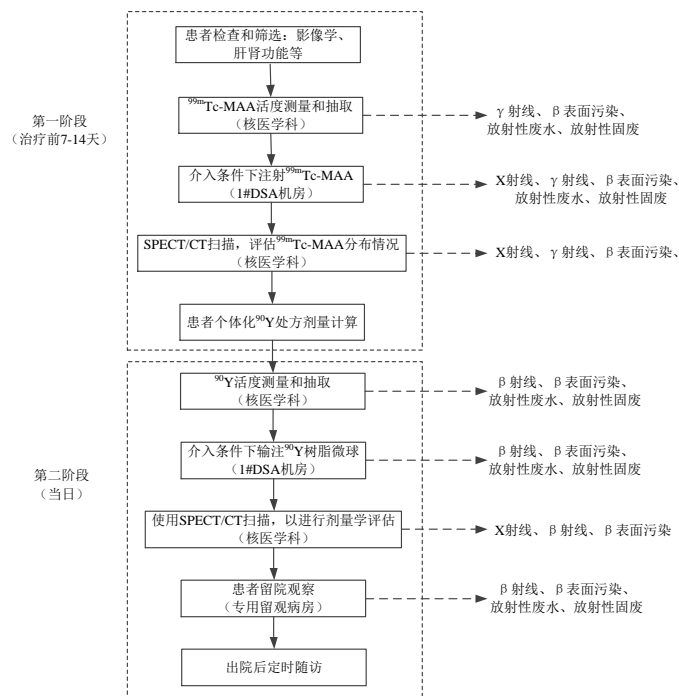 患者检查和筛选：影像学、
肝肾功能等
第一阶段
（治疗前7-14天）
99mTc-MAA活度测量和抽取
（核医学科）
γ射线、β表面污染、
放射性废水、放射性固废
介入条件下注射99mTc-MAA
（1#DSA机房）
X射线、γ射线、β表面污染、
放射性废水、放射性固废
SPECT/CT扫描，评估99mTc-MAA分布情况
（核医学科）
X射线、γ射线、β表面污染、
患者个体化90Y处方剂量计算
第二阶段
（当日）
90Y活度测量和抽取
（核医学科）
β射线、β表面污染、
放射性废水、放射性固废
介入条件下输注90Y树脂微球
（1#DSA机房）
β射线、β表面污染、
放射性废水、放射性固废
使用SPECT/CT扫描，以进行剂量学评估
（核医学科）
X射线、β射线、β表面污染
患者留院观察
（专用留观病房）
β射线、β表面污染、
放射性废水、放射性固废
出院后定时随访